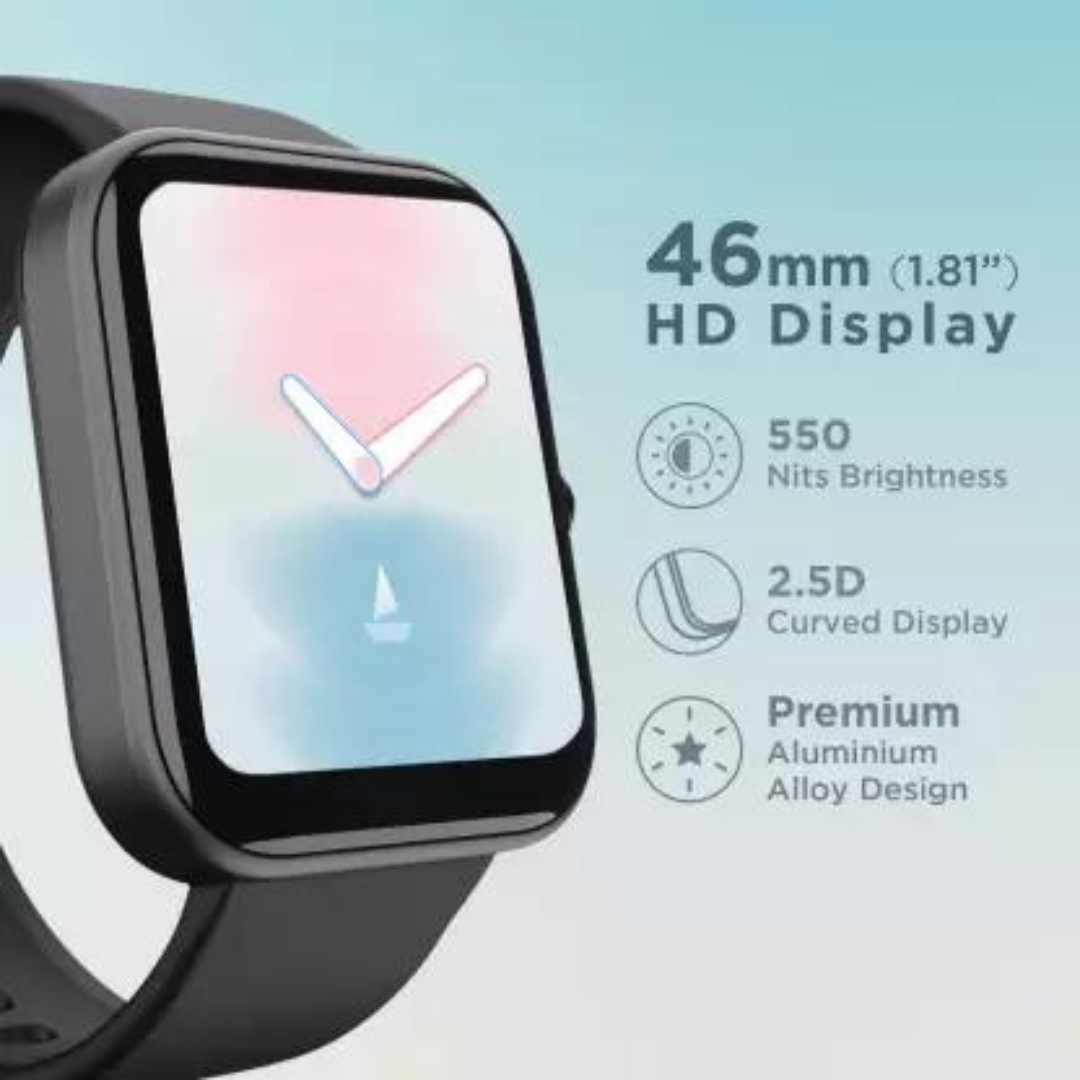 46mm (1.81”)
HD Display
550
Nits Brightness
2.5D
Curved Display
Premium
Aluminium
Alloy Design